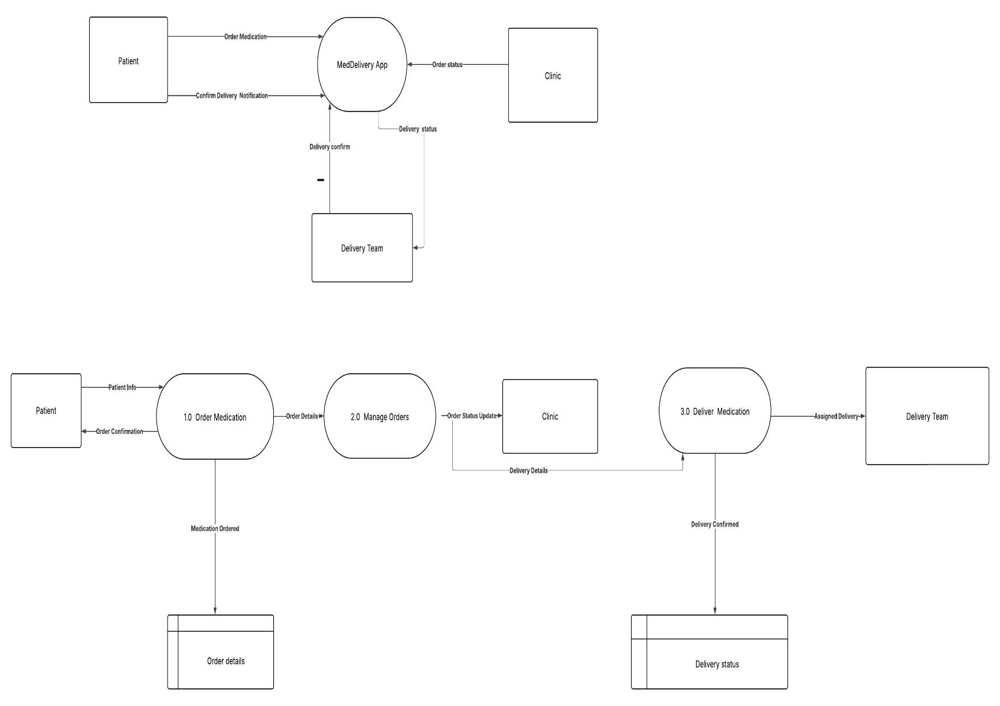 Patient
Order Medication
MedDelivery App
Order status
Clinic
Confirm Delivery Notification
Delivery status
Delivery confirm
Delivery Team
Patient
Patient Info
Order Confirmation
1.0 Order Medication
Order Details
2.0 Manage Orders
Order Status Update
Clinic
Delivery Details
3.0 Deliver Medication
Assigned Delivery
Delivery Team
Medication Ordered
Delivery Confirmed
Order details
Delivery status